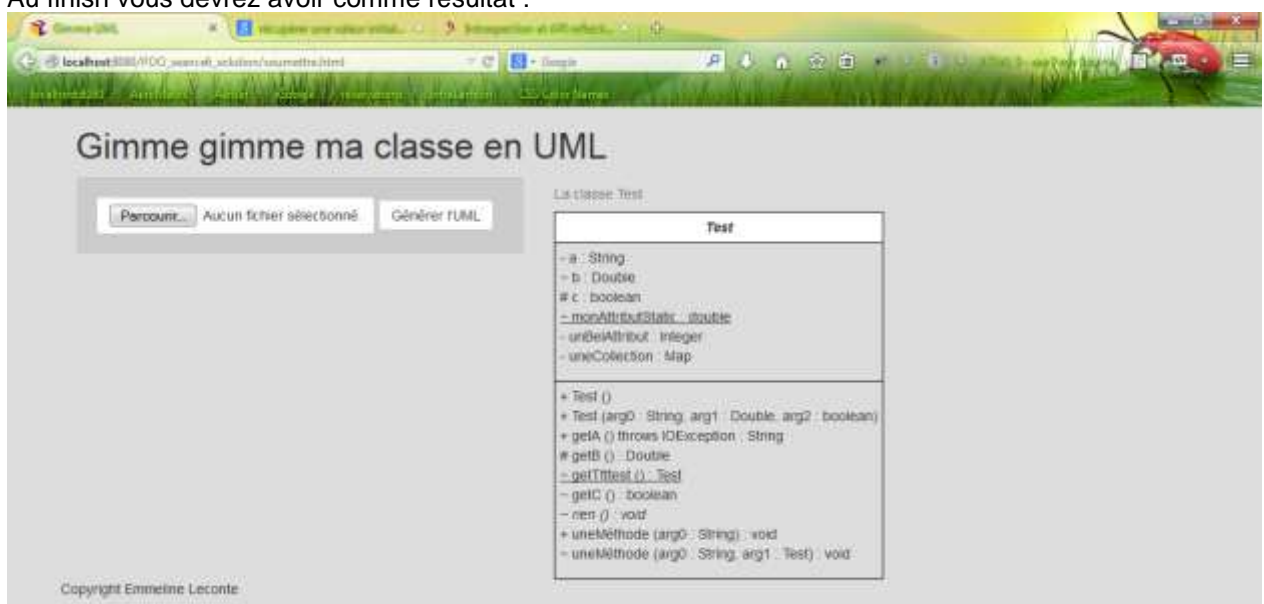 Au finish vous devrez avoir comme résultat :
Gimme UML
Google
Gimme gimme ma classe en UML
Parcourir... Aucun fichier sélectionné. Générer l'UML
La classe Test
Test
- a : String
~ b : Double
# c : boolean
~ monAttributStatic : double
- unBelAttribut : Integer
- uneCollection : Map
+ Test ()
+ Test (arg0 : String, arg1 : Double, arg2 : boolean)
+ getA () throws IOException : String
# getB () : Double
~ getTfttest () : Test
~ getC () : boolean
~ rien () : void
+ uneMéthode (arg0 : String) : void
~ uneMéthode (arg0 : String, arg1 : Test) : void
Copyright Emmeline Leconte